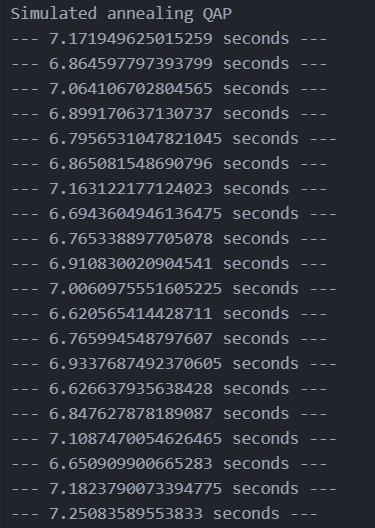 Simulated annealing QAP
--- 7.171949625015259 seconds ---
--- 6.864597797393799 seconds ---
--- 7.064106702804565 seconds ---
--- 6.899170637130737 seconds ---
--- 6.7956531047821045 seconds ---
--- 6.865081548690796 seconds ---
--- 7.163122177124023 seconds ---
--- 6.6943604946136475 seconds ---
--- 6.765338897705078 seconds ---
--- 6.910830020904541 seconds ---
--- 7.0060975551605225 seconds ---
--- 6.620565414428711 seconds ---
--- 6.765994548797607 seconds ---
--- 6.9337687492370605 seconds ---
--- 6.626637935638428 seconds ---
--- 6.847627878189087 seconds ---
--- 7.1087470054626465 seconds ---
--- 6.650909900665283 seconds ---
--- 7.1823790073394775 seconds ---
--- 7.25083589553833 seconds ---